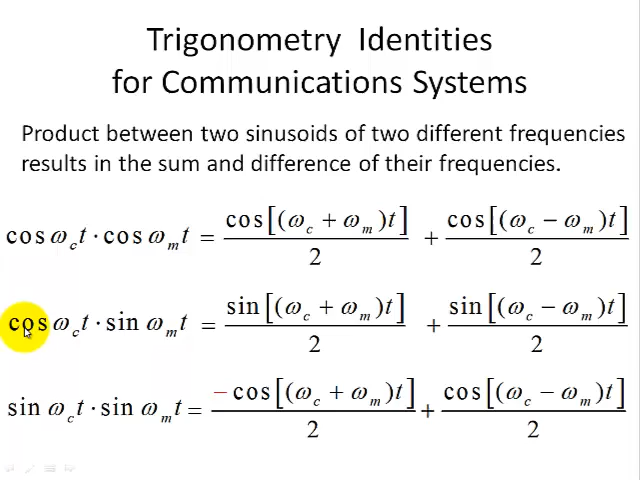 Trigonometry Identities
for Communications Systems
Product between two sinusoids of two different frequencies
results in the sum and difference of their frequencies.
cos ω_c t · cos ω_m t = cos[(ω_c + ω_m)t]/2 + cos[(ω_c − ω_m)t]/2
cos ω_c t · sin ω_m t = sin[(ω_c + ω_m)t]/2 + sin[(ω_c − ω_m)t]/2
sin ω_c t · sin ω_m t = −cos[(ω_c + ω_m)t]/2 + cos[(ω_c − ω_m)t]/2